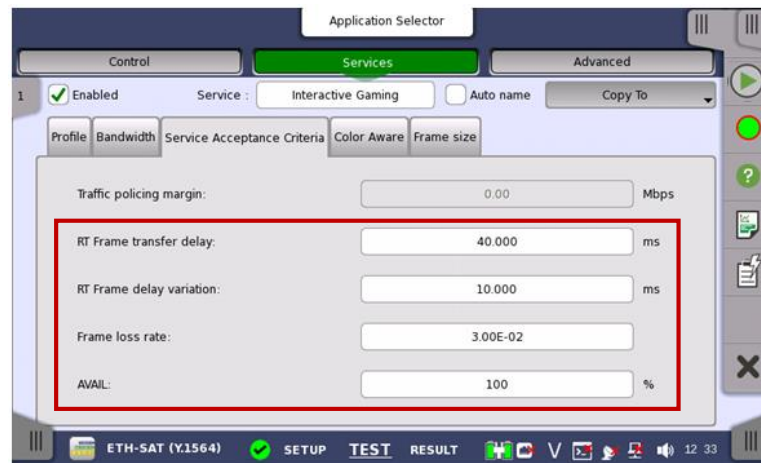 Application Selector
Control Services Advanced
1 Enabled Service : Interactive Gaming Auto name Copy To
Profile Bandwidth Service Acceptance Criteria Color Aware Frame size
Traffic policing margin: 0.00 Mbps
RT Frame transfer delay: 40.000 ms
RT Frame delay variation: 10.000 ms
Frame loss rate: 3.00E-02
AVAIL: 100 %
ETH-SAT (Y.1564) SETUP TEST RESULT V 12 33